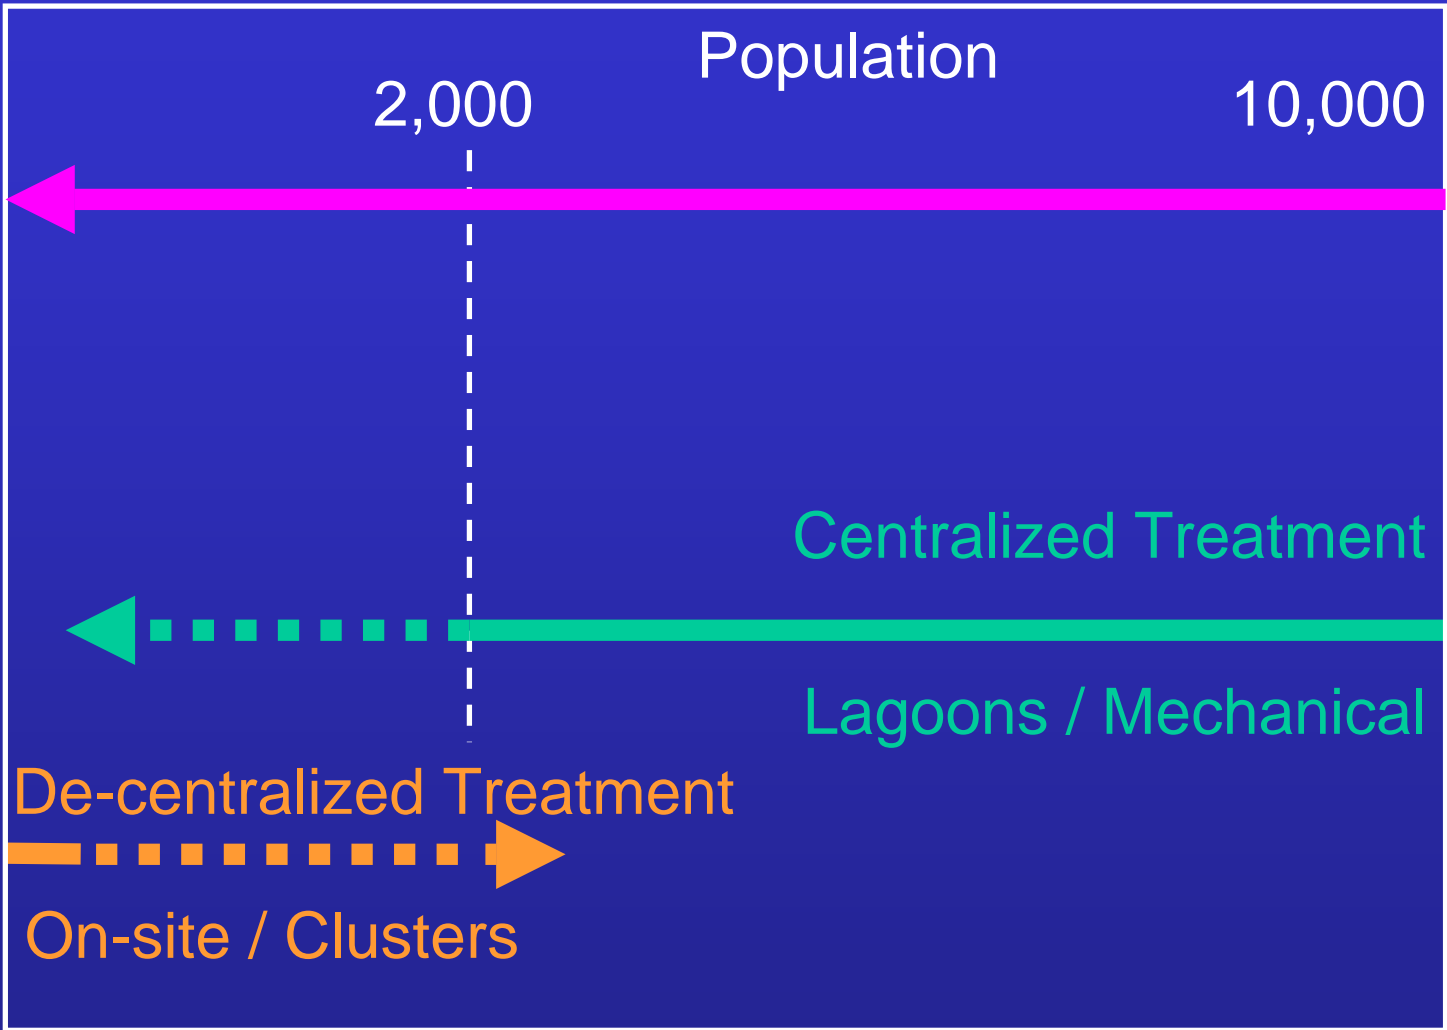 Population
2,000 10,000
Centralized Treatment
Lagoons / Mechanical
De-centralized Treatment
On-site / Clusters